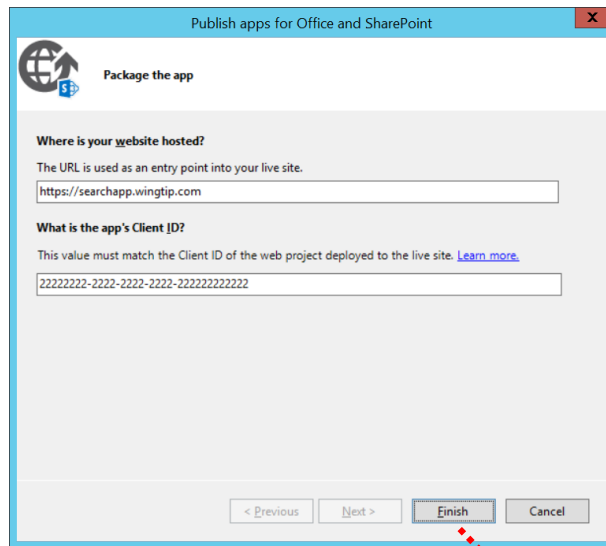 Publish apps for Office and SharePoint
X
S
Package the app
Where is your website hosted?
The URL is used as an entry point into your live site.
https://searchapp.wingtip.com
What is the app's Client ID?
This value must match the Client ID of the web project deployed to the live site. Learn more.
22222222-2222-2222-2222-222222222222
< Previous Next > Finish Cancel